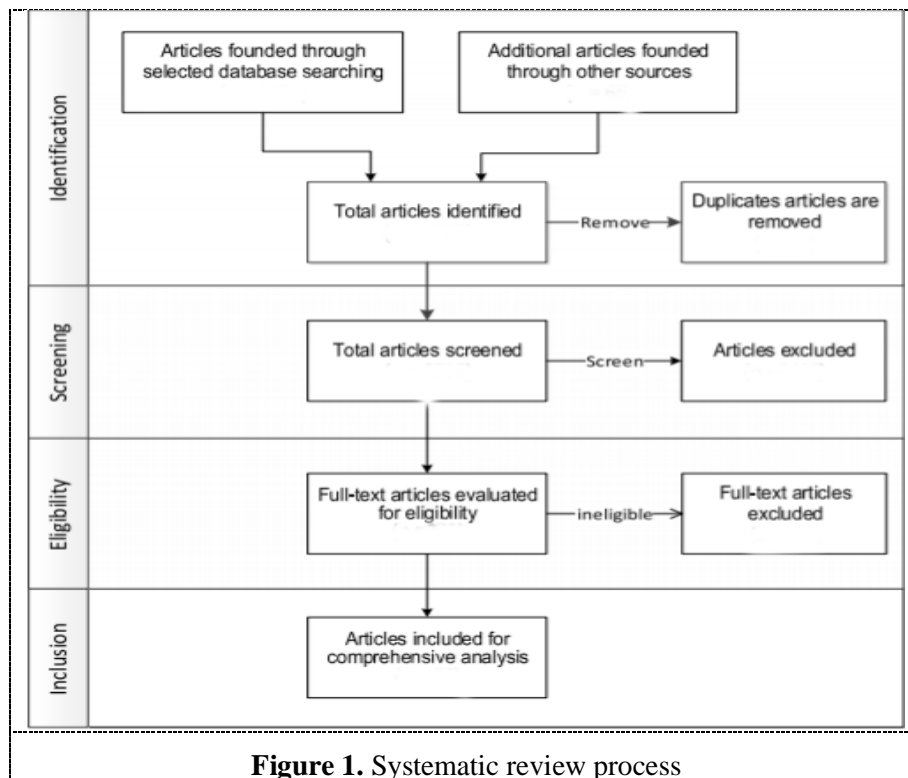 Identification
Articles founded through
selected database searching
Additional articles founded
through other sources
Total articles identified
Remove
Duplicates articles are
removed
Screening
Total articles screened
Screen
Articles excluded
Eligibility
Full-text articles evaluated
for eligibility
ineligible
Full-text articles
excluded
Inclusion
Articles included for
comprehensive analysis
Figure 1. Systematic review process